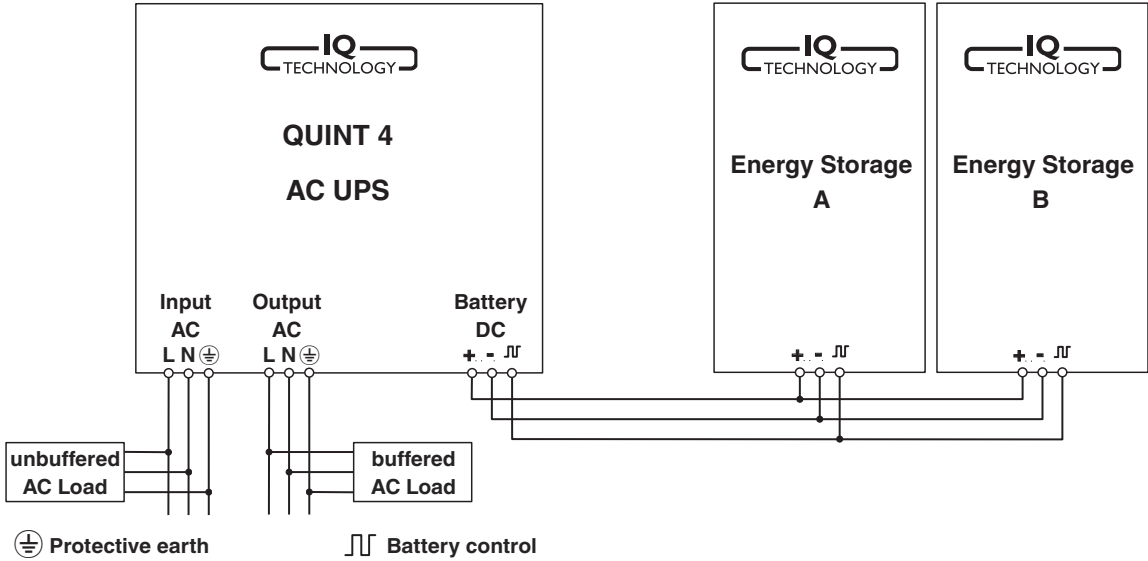 IQ
TECHNOLOGY
QUINT 4
AC UPS
Input
AC
L N
Output
AC
L N
Battery
DC
+ -
IQ
TECHNOLOGY
Energy Storage
A
+ -
IQ
TECHNOLOGY
Energy Storage
B
+ -
unbuffered
AC Load
buffered
AC Load
Protective earth
Battery control